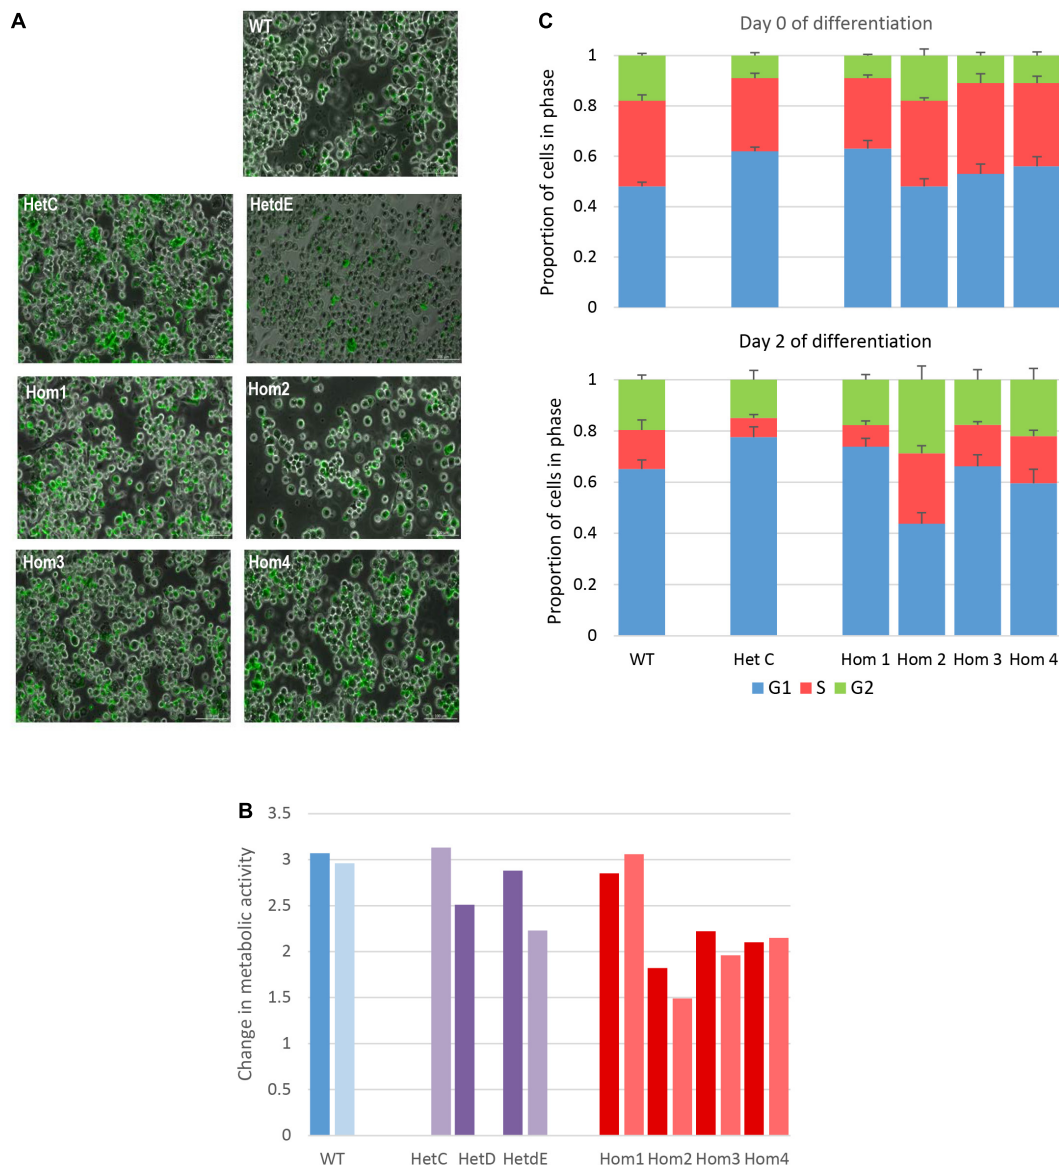 A
WT
HetC
HetdE
Hom1
Hom2
Hom3
Hom4
C
Day 0 of differentiation
Proportion of cells in phase
1
0.8
0.6
0.4
0.2
0
Day 2 of differentiation
Proportion of cells in phase
1
0.8
0.6
0.4
0.2
0
WT Het C Hom 1 Hom 2 Hom 3 Hom 4
G1 S G2
B
Change in metabolic activity
3.5
3
2.5
2
1.5
1
0.5
0
WT HetC HetD HetdE Hom1 Hom2 Hom3 Hom4